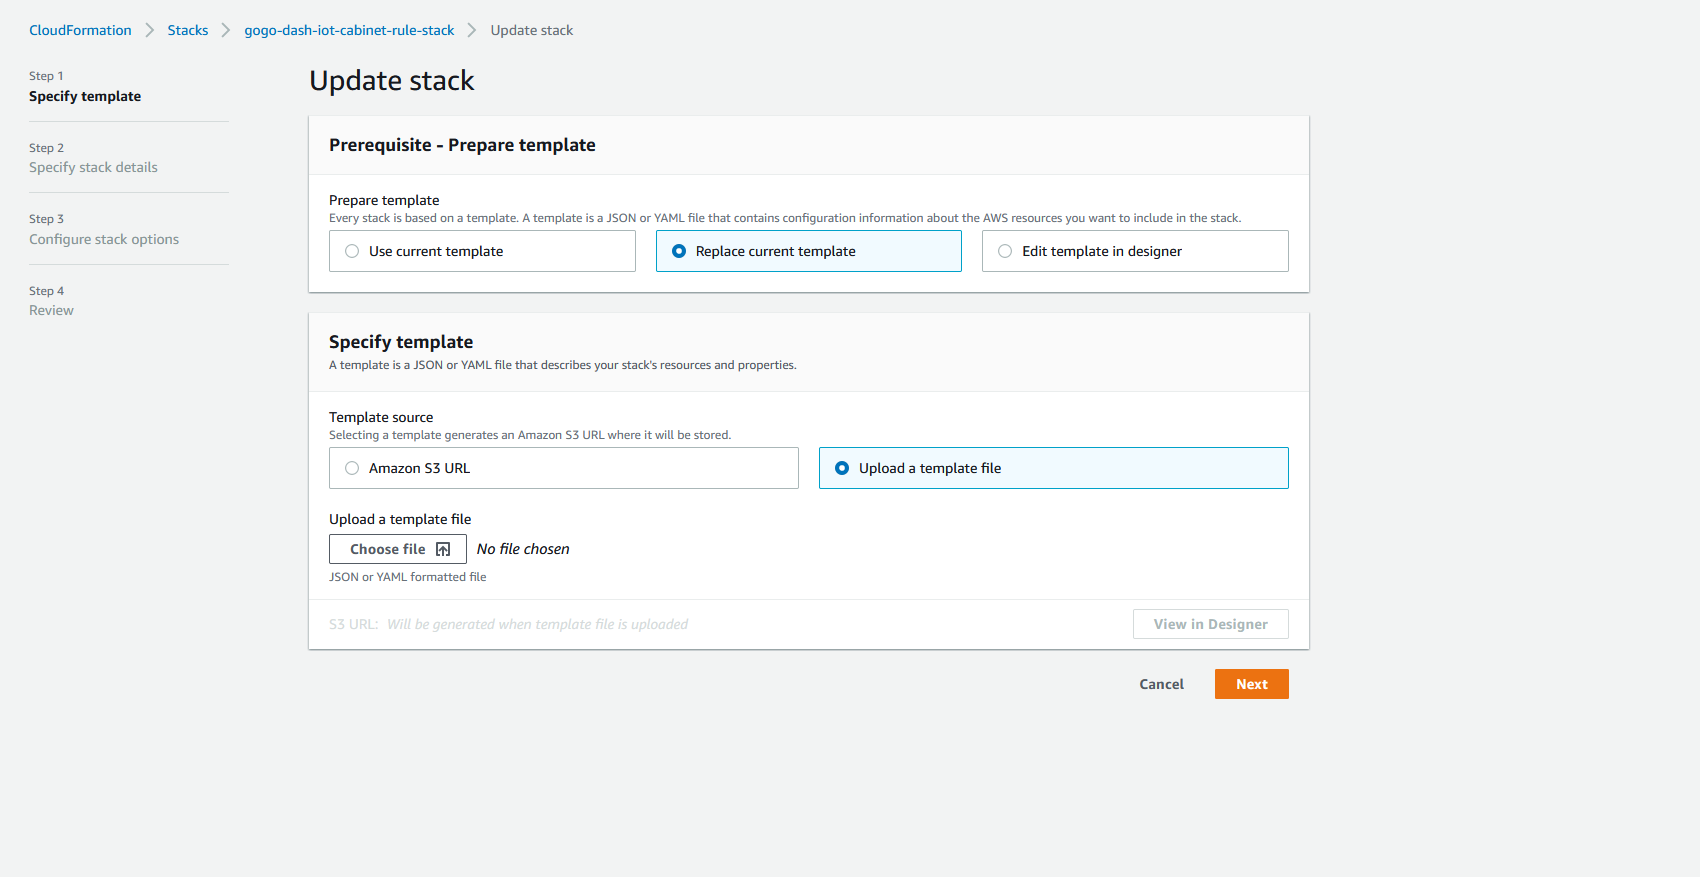 CloudFormation Stacks gogo-dash-iot-cabinet-rule-stack Update stack
Step 1
Specify template
Step 2
Specify stack details
Step 3
Configure stack options
Step 4
Review
Update stack
Prerequisite - Prepare template
Prepare template
Every stack is based on a template. A template is a JSON or YAML file that contains configuration information about the AWS resources you want to include in the stack.
Use current template Replace current template Edit template in designer
Specify template
A template is a JSON or YAML file that describes your stack's resources and properties.
Template source
Selecting a template generates an Amazon S3 URL where it will be stored.
Amazon S3 URL Upload a template file
Upload a template file
Choose file No file chosen
JSON or YAML formatted file
S3 URL: Will be generated when template file is uploaded View in Designer
Cancel Next